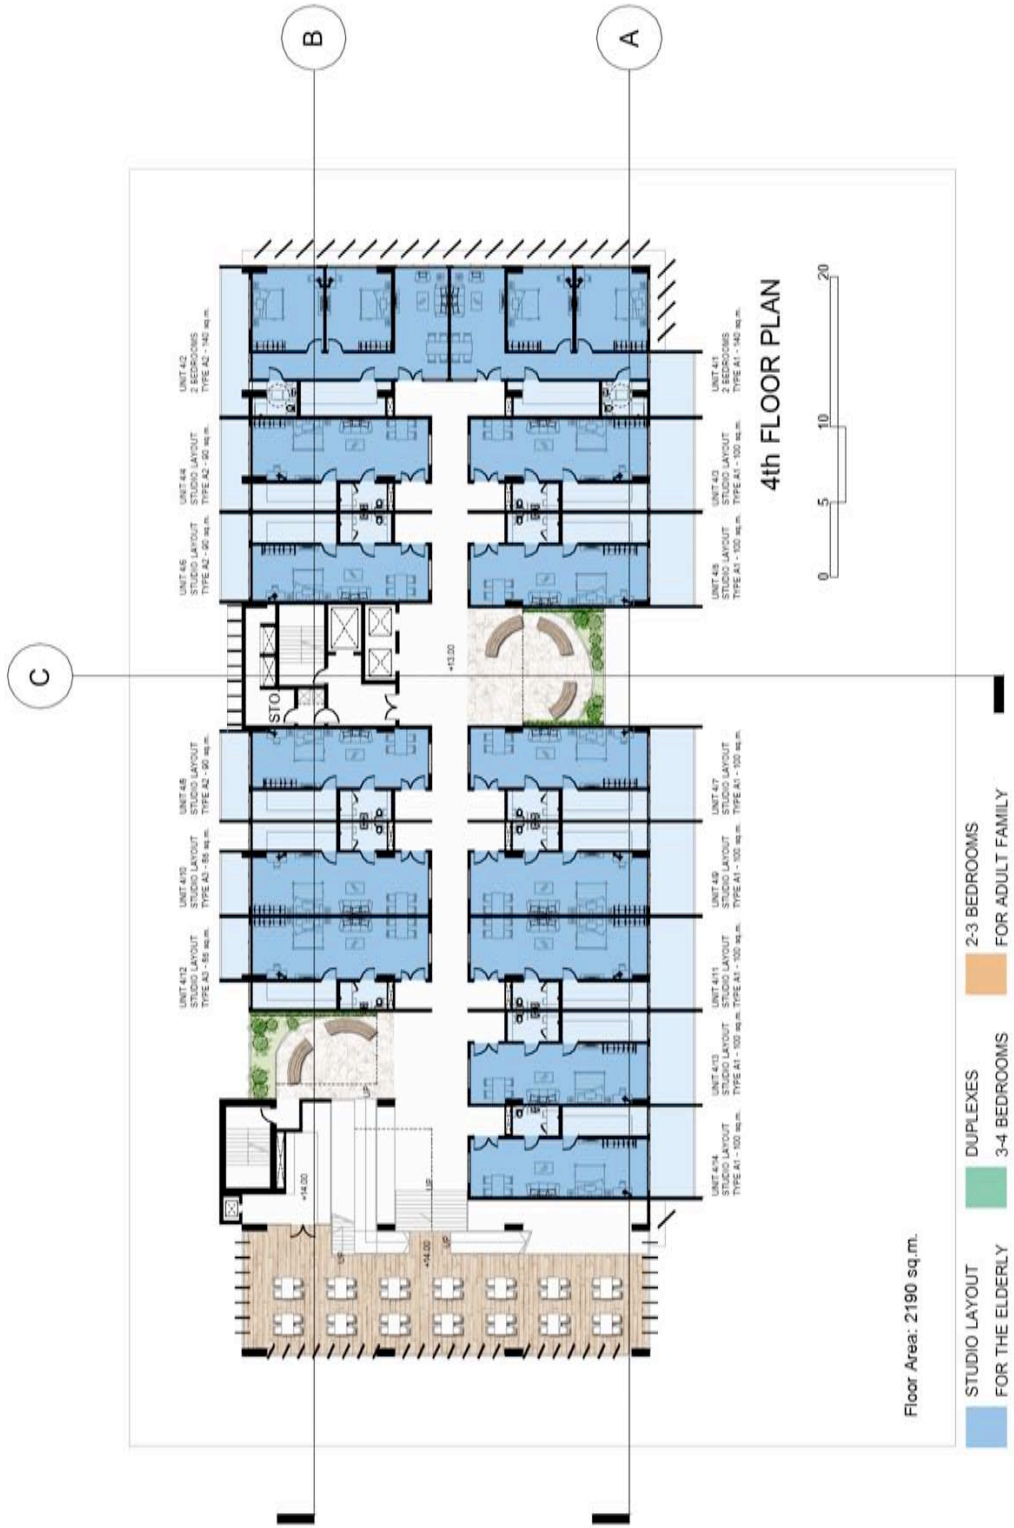 C
UNIT 4/12
STUDIO LAYOUT
TYPE A3 - sq.m.
UNIT 4/10
STUDIO LAYOUT
TYPE A3 - sq.m.
UNIT 4/8
STUDIO LAYOUT
TYPE A2 - 90 sq.m.
UNIT 4/6
STUDIO LAYOUT
TYPE A2 - 90 sq.m.
UNIT 4/4
STUDIO LAYOUT
TYPE A2 - 90 sq.m.
UNIT 4/2
2 BEDROOMS
TYPE A2 - 140 sq.m.
STO.
B
+14.00
UP
UP
+13.00
+14.00
UP
UP
A
UNIT 4/14
STUDIO LAYOUT
TYPE A1 - 100 sq.m.
UNIT 4/13
STUDIO LAYOUT
TYPE A1 - 100 sq.m.
UNIT 4/11
STUDIO LAYOUT
TYPE A1 - 100 sq.m.
UNIT 4/9
STUDIO LAYOUT
TYPE A1 - 100 sq.m.
UNIT 4/7
STUDIO LAYOUT
TYPE A1 - 100 sq.m.
UNIT 4/5
STUDIO LAYOUT
TYPE A1 - 100 sq.m.
UNIT 4/3
STUDIO LAYOUT
TYPE A1 - 100 sq.m.
UNIT 4/1
2 BEDROOMS
TYPE A1 - 140 sq.m.
4th FLOOR PLAN
0 5 10 20
Floor Area: 2190 sq.m.
STUDIO LAYOUT
FOR THE ELDERLY
DUPLEXES
3-4 BEDROOMS
2-3 BEDROOMS
FOR ADULT FAMILY